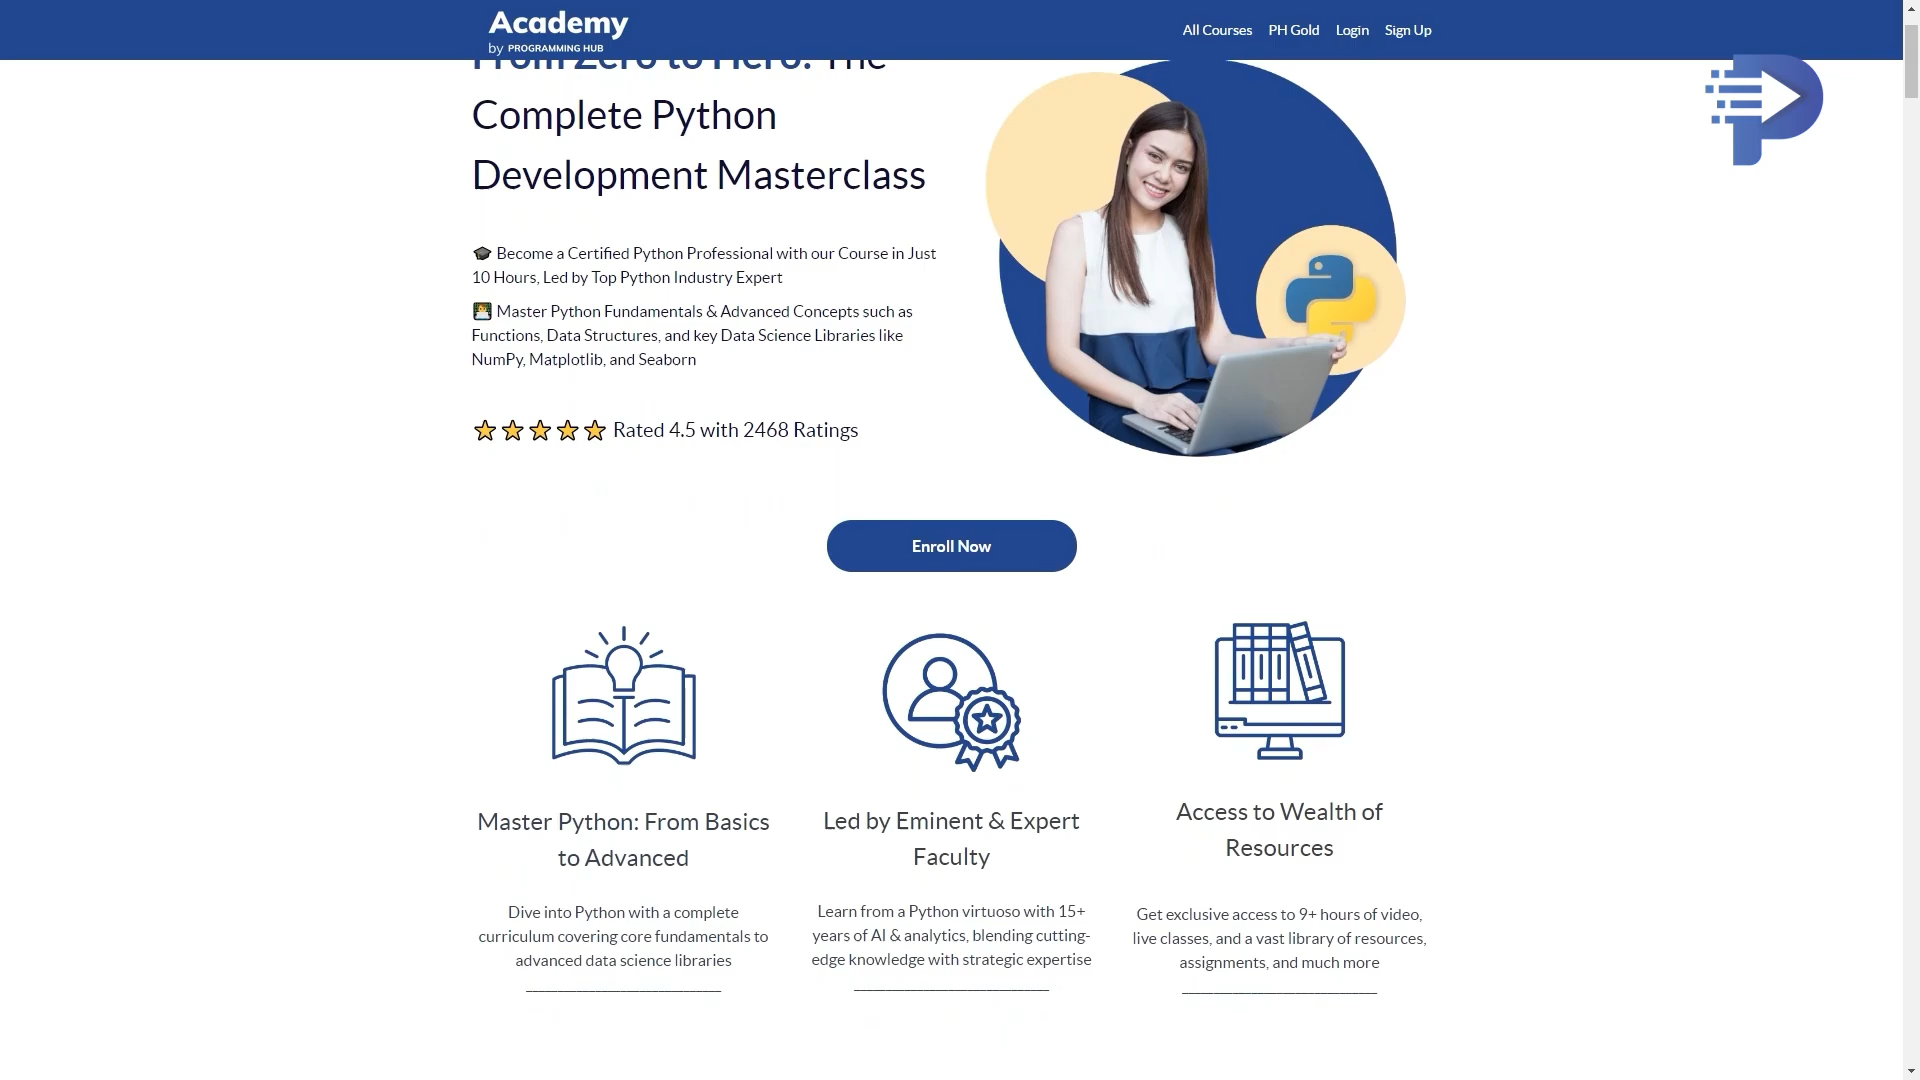 Academy
by PROGRAMMING HUB
All Courses
PH Gold
Login
Sign Up
From Zero to Hero: The
Complete Python
Development Masterclass
🎓 Become a Certified Python Professional with our Course in Just
10 Hours, Led by Top Python Industry Expert
👩‍💻 Master Python Fundamentals & Advanced Concepts such as
Functions, Data Structures, and key Data Science Libraries like
NumPy, Matplotlib, and Seaborn
⭐⭐⭐⭐⭐ Rated 4.5 with 2468 Ratings
Enroll Now
Master Python: From Basics
to Advanced
Dive into Python with a complete
curriculum covering core fundamentals to
advanced data science libraries
Led by Eminent & Expert
Faculty
Learn from a Python virtuoso with 15+
years of AI & analytics, blending cutting-
edge knowledge with strategic expertise
Access to Wealth of
Resources
Get exclusive access to 9+ hours of video,
live classes, and a vast library of resources,
assignments, and much more